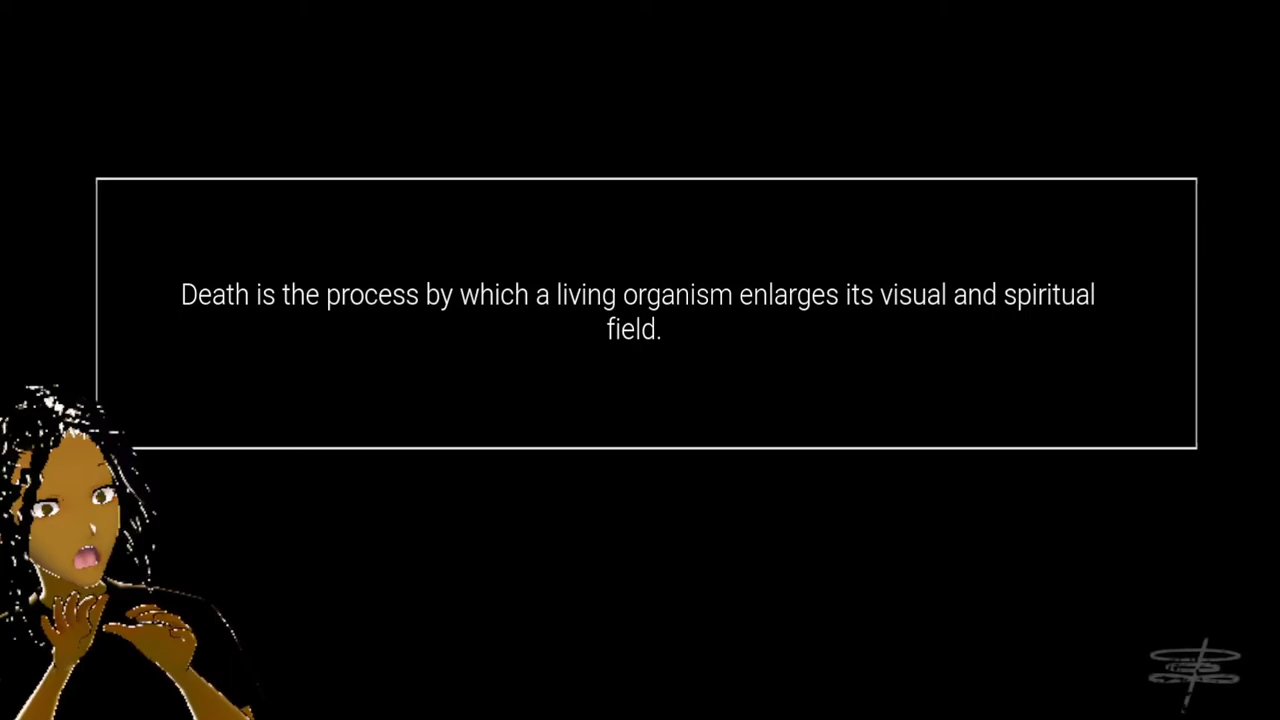 Death is the process by which a living organism enlarges its visual and spiritual
field.